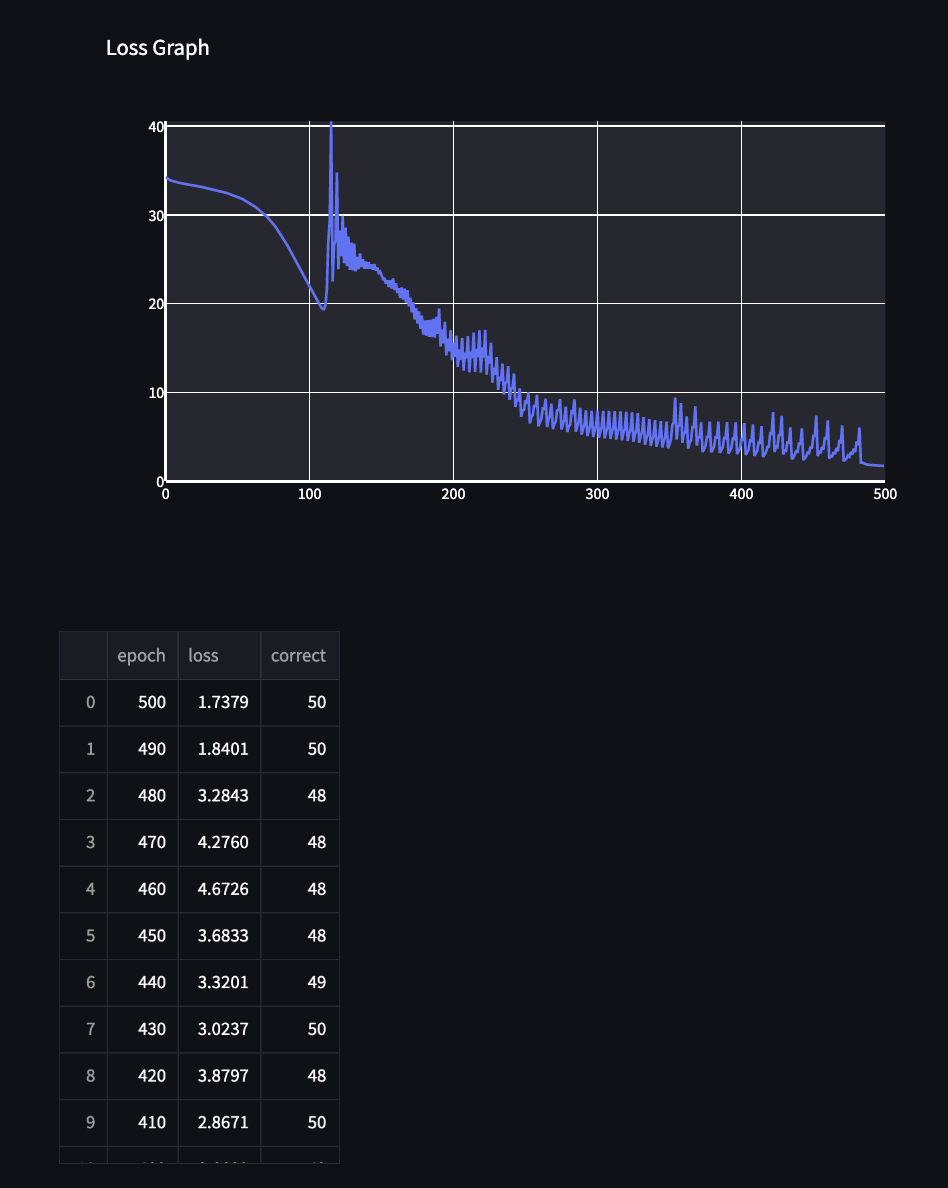 Loss Graph
40
30
20
10
0
0 100 200 300 400 500
epoch loss correct
0 500 1.7379 50
1 490 1.8401 50
2 480 3.2843 48
3 470 4.2760 48
4 460 4.6726 48
5 450 3.6833 48
6 440 3.3201 49
7 430 3.0237 50
8 420 3.8797 48
9 410 2.8671 50